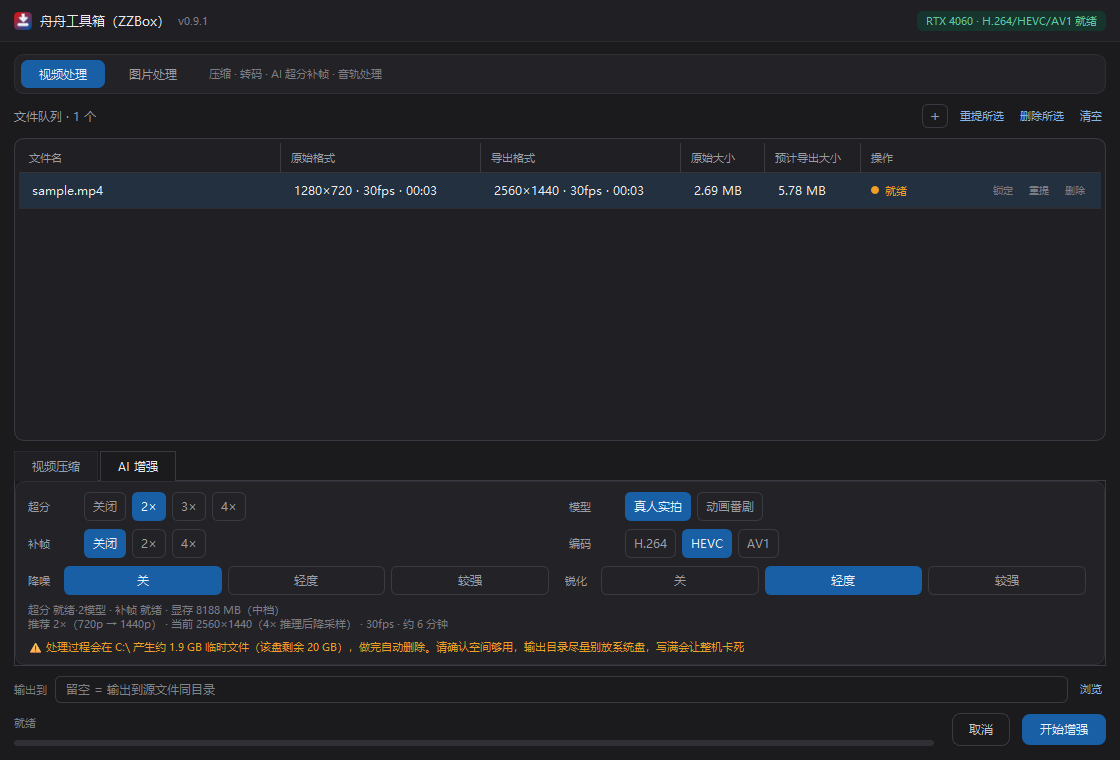 舟舟工具箱（ZZBox） v0.9.1 RTX 4060 · H.264/HEVC/AV1 就绪
视频处理 图片处理 压缩 · 转码 · AI 超分补帧 · 音轨处理
文件队列 · 1 个 + 重提所选 删除所选 清空
文件名 原始格式 导出格式 原始大小 预计导出大小 操作
sample.mp4 1280×720 · 30fps · 00:03 2560×1440 · 30fps · 00:03 2.69 MB 5.78 MB 就绪 锁定 重提 删除
视频压缩 AI 增强
超分 关闭 2× 3× 4× 模型 真人实拍 动画番剧
补帧 关闭 2× 4× 编码 H.264 HEVC AV1
降噪 关 轻度 较强 锐化 关 轻度 较强
超分 就绪·2模型 · 补帧 就绪 · 显存 8188 MB（中档）
推荐 2×（720p → 1440p） · 当前 2560×1440（4× 推理后降采样） · 30fps · 约 6 分钟
处理过程会在 C:\ 产生约 1.9 GB 临时文件（该盘剩余 20 GB），做完自动删除。请确认空间够用，输出目录尽量别放系统盘，写满会让整机卡死
输出到 留空 = 输出到源文件同目录 浏览
就绪
取消 开始增强